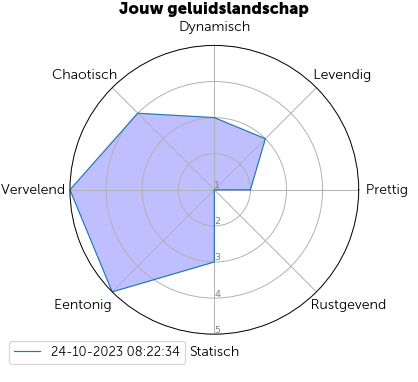 Jouw geluidslandschap
Dynamisch
Chaotisch
Levendig
Vervelend
1
Prettig
2
3
4
Eentonig
Rustgevend
5
24-10-2023 08:22:34
Statisch